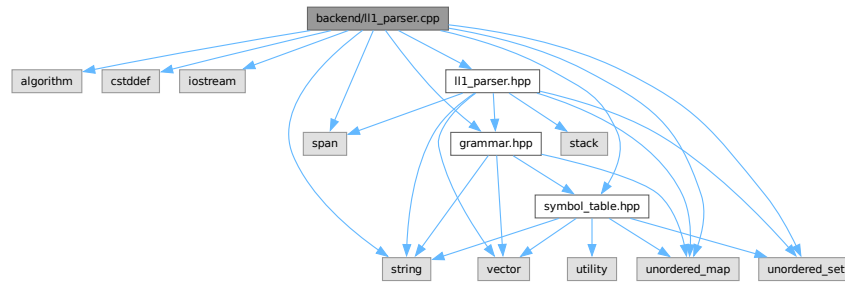 backend/ll1_parser.cpp
algorithm
cstddef
iostream
ll1_parser.hpp
span
grammar.hpp
stack
symbol_table.hpp
string
vector
utility
unordered_map
unordered_set